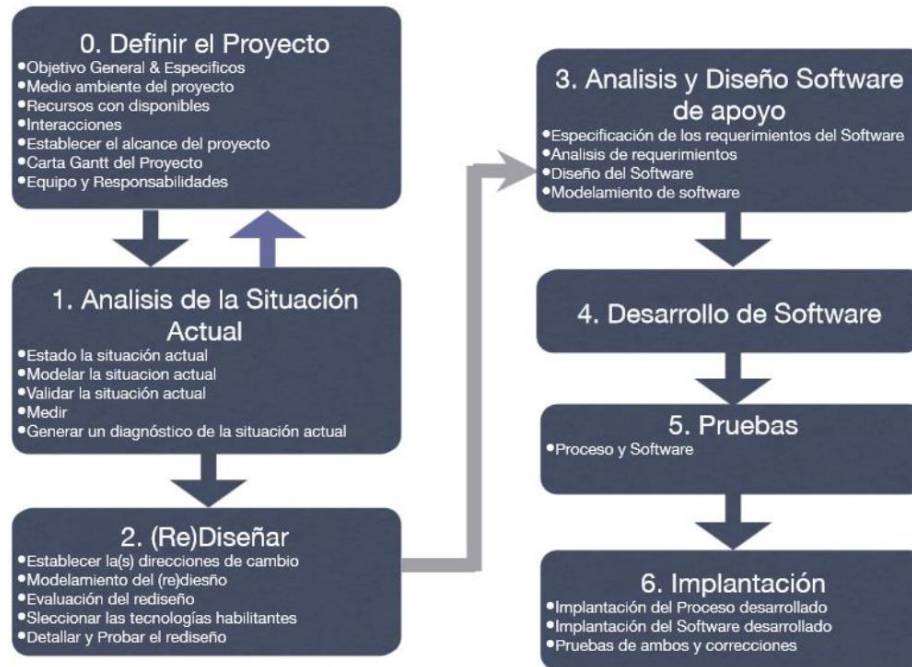 0. Definir el Proyecto
•Objetivo General & Especificos
•Medio ambiente del proyecto
•Recursos con disponibles
•Interacciones
•Establecer el alcance del proyecto
•Carta Gantt del Proyecto
•Equipo y Responsabilidades
1. Analisis de la Situación
Actual
•Estado la situación actual
•Modelar la situacion actual
•Validar la situación actual
•Medir
•Generar un diagnóstico de la situación actual
2. (Re)Diseñar
•Establecer la(s) direcciones de cambio
•Modelamiento del (re)diesño
•Evaluación del rediseño
•Sleccionar las tecnologías habilitantes
•Detallar y Probar el rediseño
3. Analisis y Diseño Software
de apoyo
•Especificación de los requerimientos del Software
•Analisis de requerimientos
•Diseño del Software
•Modelamiento de software
4. Desarrollo de Software
5. Pruebas
•Proceso y Software
6. Implantación
•Implantación del Proceso desarrollado
•Implantación del Software desarrollado
•Pruebas de ambos y correcciones